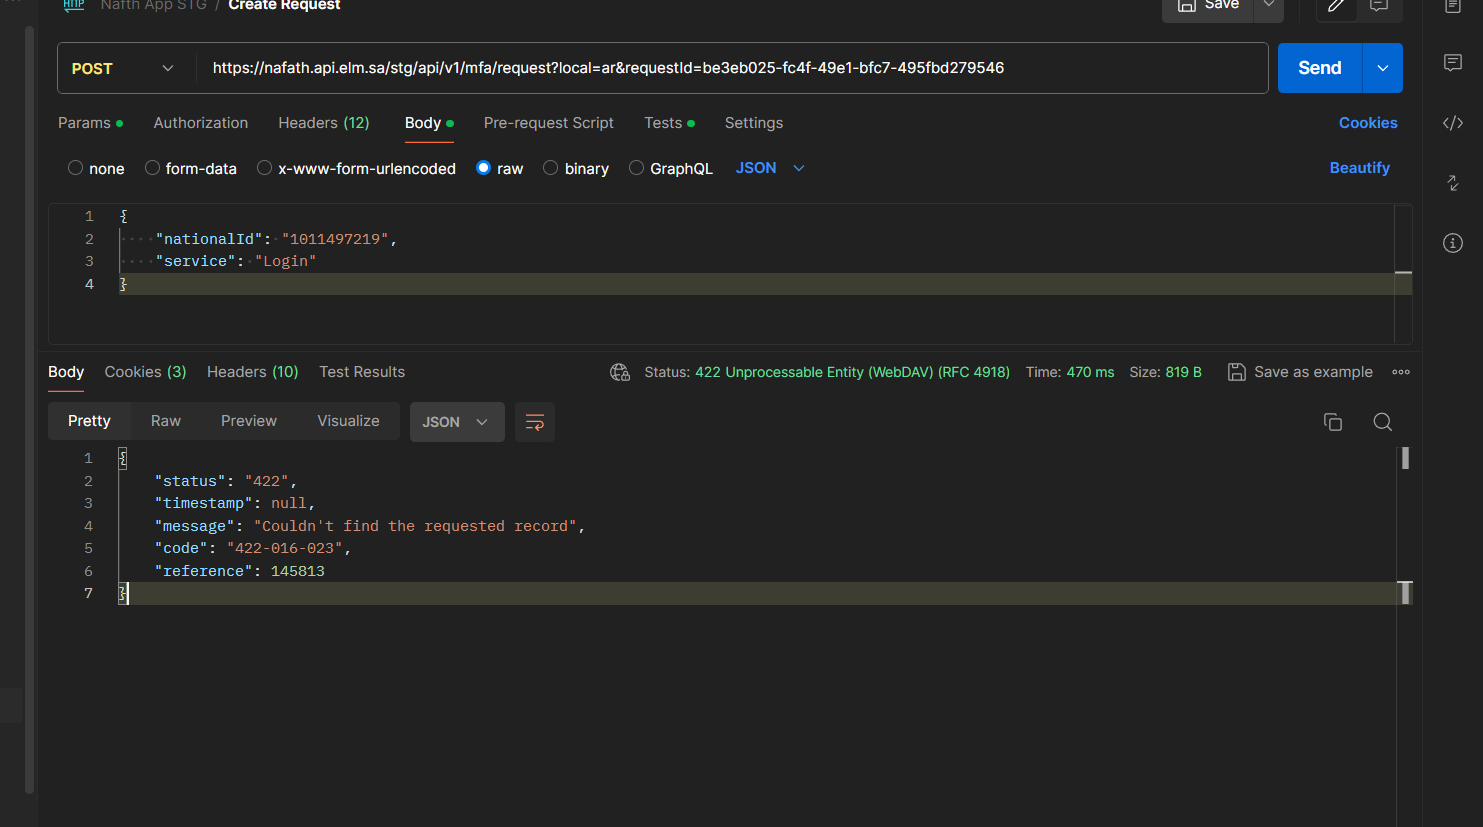 HTTP Nafth App STG / Create Request Save
POST https://nafath.api.elm.sa/stg/api/v1/mfa/request?local=ar&requestId=be3eb025-fc4f-49e1-bfc7-495fbd279546 Send
Params Authorization Headers (12) Body Pre-request Script Tests Settings Cookies
none form-data x-www-form-urlencoded raw binary GraphQL JSON Beautify
1 {
2 "nationalId": "1011497219",
3 "service": "Login"
4 }
Body Cookies (3) Headers (10) Test Results Status: 422 Unprocessable Entity (WebDAV) (RFC 4918) Time: 470 ms Size: 819 B Save as example
Pretty Raw Preview Visualize JSON
1 {
2 "status": "422",
3 "timestamp": null,
4 "message": "Couldn't find the requested record",
5 "code": "422-016-023",
6 "reference": 145813
7 }